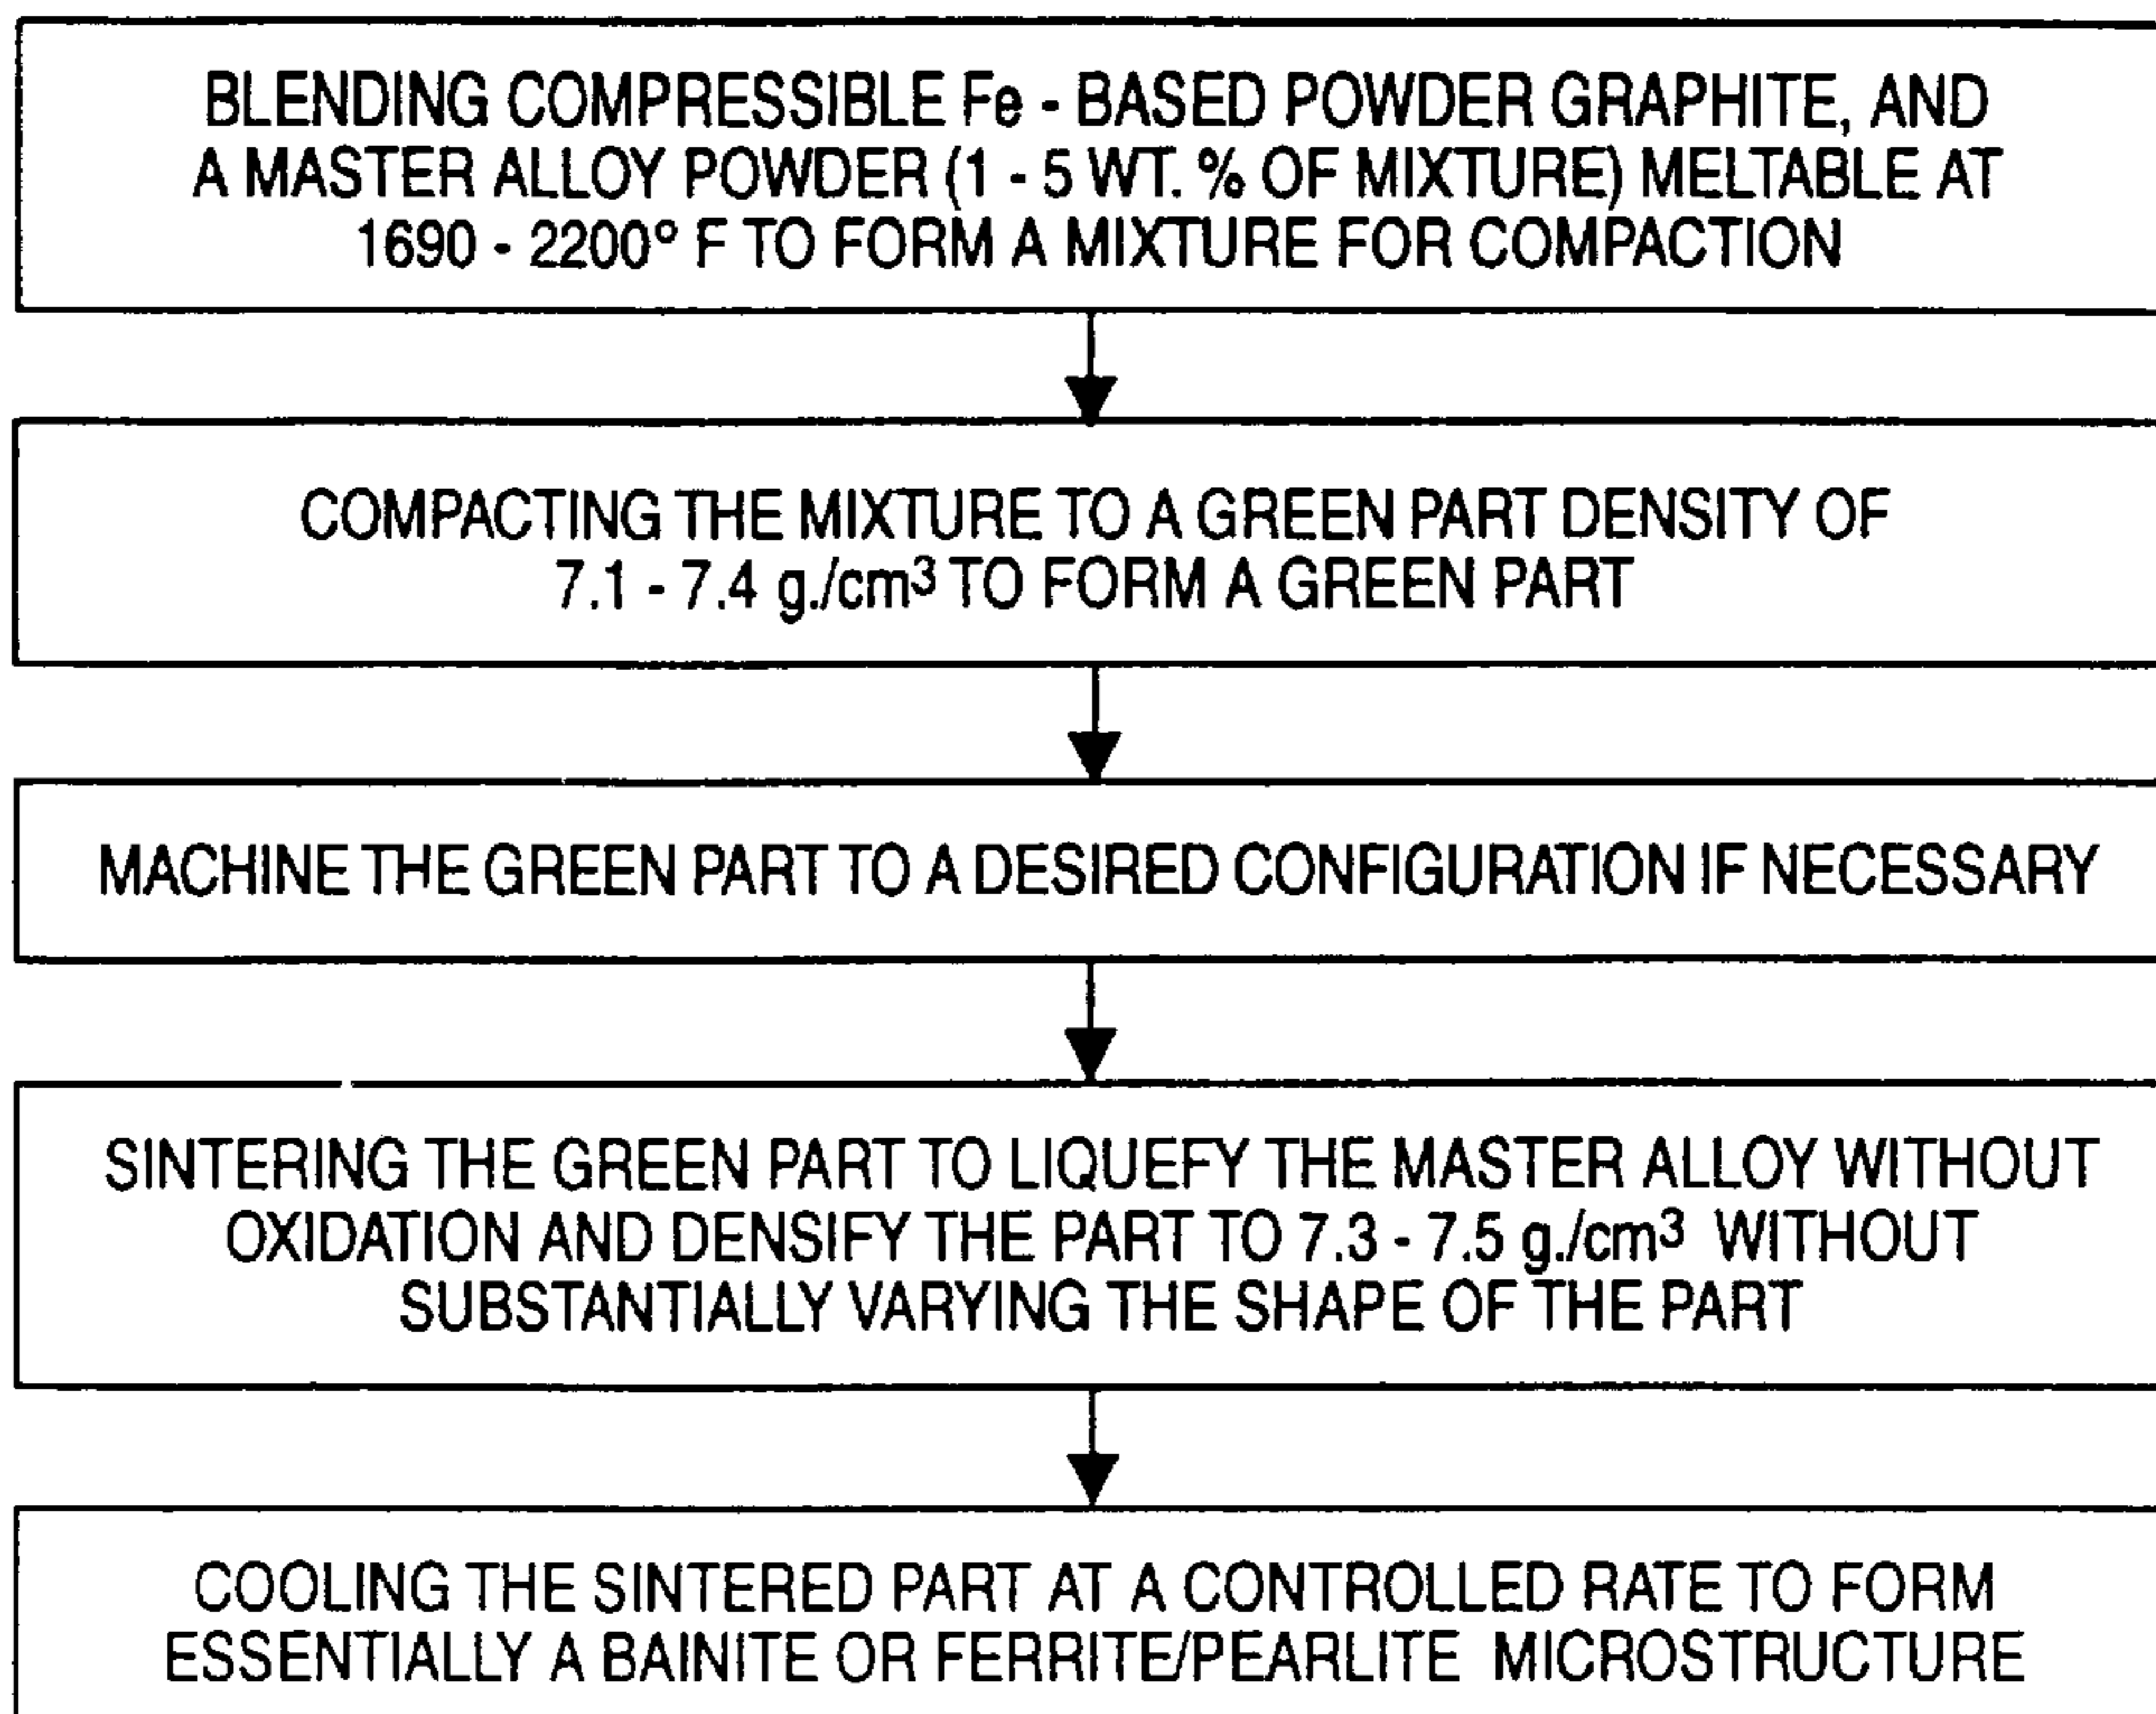 BLENDING COMPRESSIBLE Fe - BASED POWDER GRAPHITE, AND
A MASTER ALLOY POWDER (1 - 5 WT. % OF MIXTURE) MELTABLE AT
1690 - 2200° F TO FORM A MIXTURE FOR COMPACTION
COMPACTING THE MIXTURE TO A GREEN PART DENSITY OF
7.1 - 7.4 g./cm³ TO FORM A GREEN PART
MACHINE THE GREEN PART TO A DESIRED CONFIGURATION IF NECESSARY
SINTERING THE GREEN PART TO LIQUEFY THE MASTER ALLOY WITHOUT
OXIDATION AND DENSIFY THE PART TO 7.3 - 7.5 g./cm³ WITHOUT
SUBSTANTIALLY VARYING THE SHAPE OF THE PART
COOLING THE SINTERED PART AT A CONTROLLED RATE TO FORM
ESSENTIALLY A BAINITE OR FERRITE/PEARLITE MICROSTRUCTURE